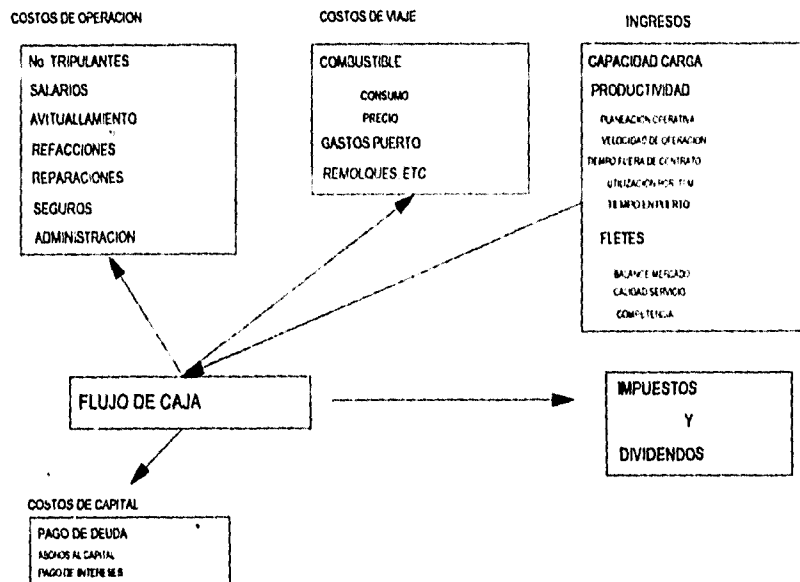 COSTOS DE OPERACION
No TRIPULANTES
SALARIOS
AVITUALLAMIENTO
REFACCIONES
REPARACIONES
SEGUROS
ADMINISTRACION
COSTOS DE VIAJE
COMBUSTIBLE
CONSUMO
PRECIO
GASTOS PUERTO
REMOLQUES ETC
INGRESOS
CAPACIDAD CARGA
PRODUCTIVIDAD
PLANEACION OPERATIVA
VELOCIDAD DE OPERACION
TIEMPO FUERA DE CONTRATO
UTILIZACION POR
TIEMPO EN PUERTO
FLETES
BALANCE MERCADO
CALIDAD SERVICIO
COMPETENCIA
FLUJO DE CAJA
IMPUESTOS
Y
DIVIDENDOS
COSTOS DE CAPITAL
PAGO DE DEUDA
ABONOS AL CAPITAL
PAGO DE INTERESES